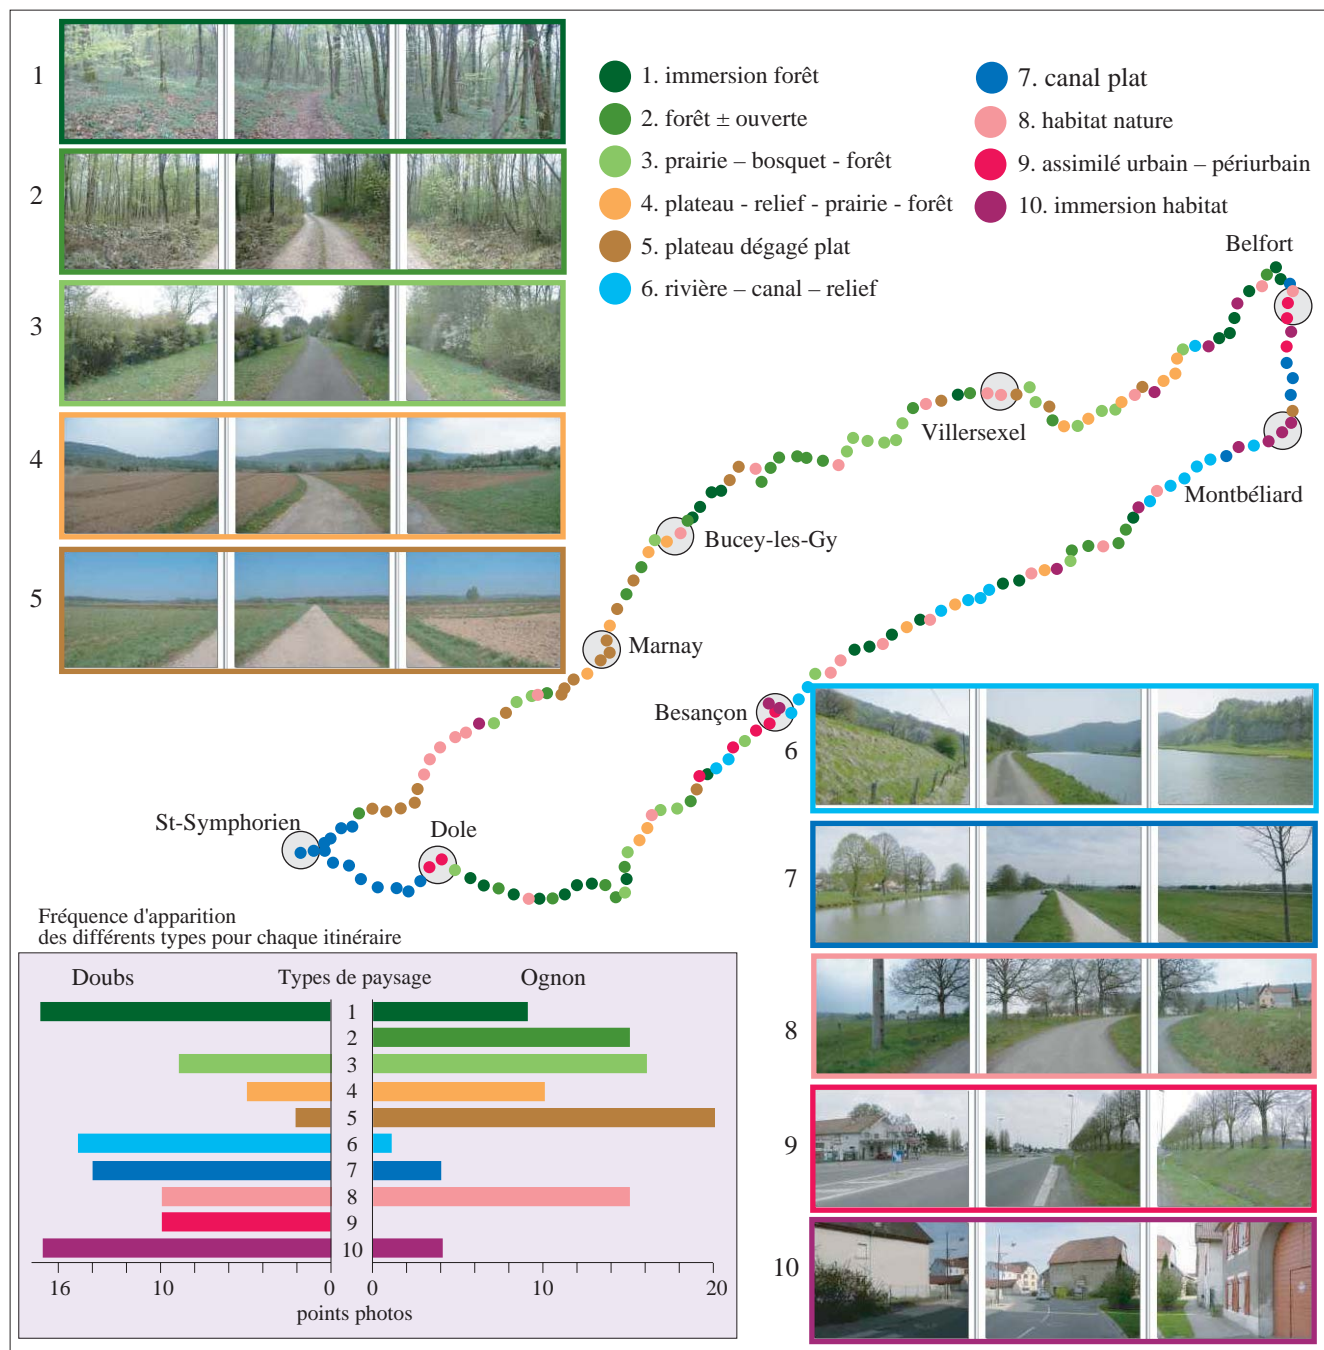 1
2
3
4
5
1. immersion forêt
2. forêt ± ouverte
3. prairie – bosquet - forêt
4. plateau - relief - prairie - forêt
5. plateau dégagé plat
6. rivière – canal – relief
7. canal plat
8. habitat nature
9. assimilé urbain – périurbain
10. immersion habitat
Belfort
Villersexel
Montbéliard
Bucey-les-Gy
Marnay
Besançon
St-Symphorien
Dole
6
7
8
9
10
Fréquence d'apparition
des différents types pour chaque itinéraire
Doubs Types de paysage Ognon
1
2
3
4
5
6
7
8
9
10
16 10 0 0 10 20
points photos